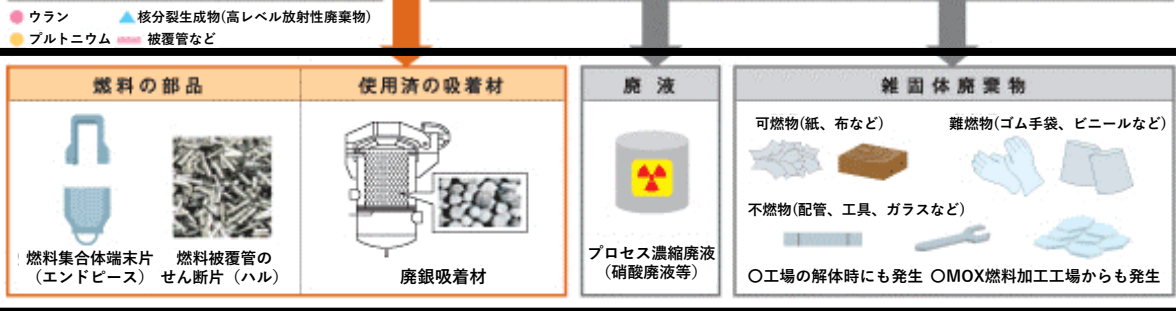 ウラン
核分裂生成物(高レベル放射性廃棄物)
プルトニウム
被覆管など
燃料の部品
使用済の吸着材
廃液
雑固体廃棄物
可燃物(紙、布など)
難燃物(ゴム手袋、ビニールなど)
不燃物(配管、工具、ガラスなど)
燃料集合体端末片
(エンドピース)
燃料被覆管の
せん断片(ハル)
廃銀吸着材
プロセス濃縮廃液
(硝酸廃液等)
〇工場の解体時にも発生
〇MOX燃料加工工場からも発生